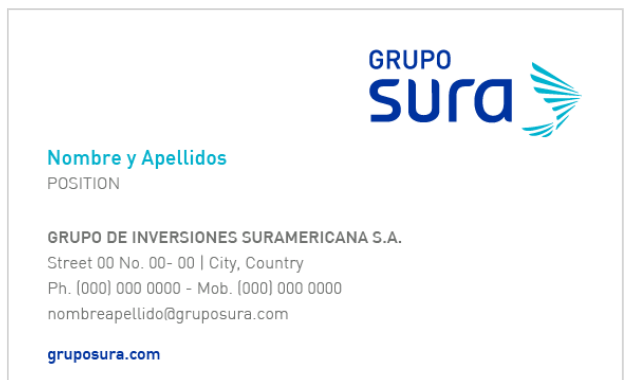 GRUPO
sura
Nombre y Apellidos
POSITION
GRUPO DE INVERSIONES SURAMERICANA S.A.
Street 00 No. 00- 00 | City, Country
Ph. (000) 000 0000 - Mob. (000) 000 0000
nombreapellido@gruposura.com
gruposura.com